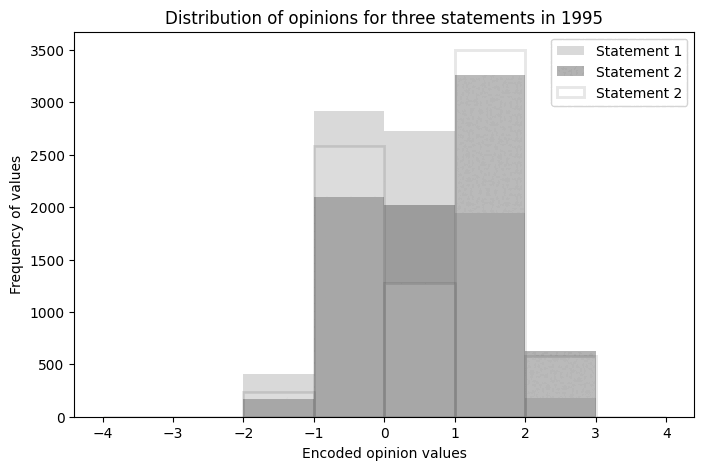 Distribution of opinions for three statements in 1995
Statement 1
Statement 2
Statement 2
3500
3000
2500
2000
1500
1000
500
0
Frequency of values
−4 −3 −2 −1 0 1 2 3 4
Encoded opinion values